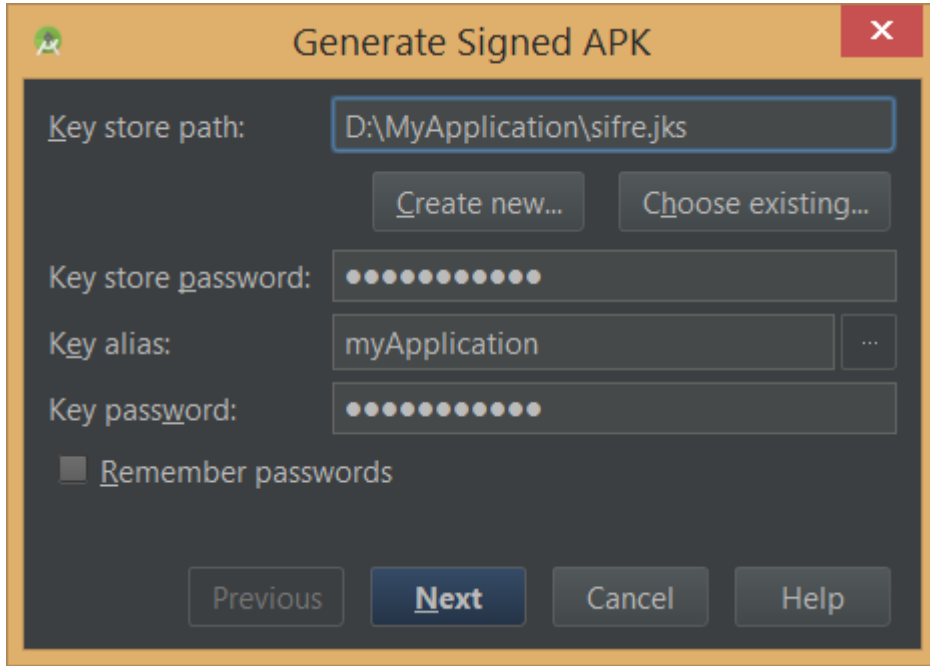 Generate Signed APK
Key store path: D:\MyApplication\sifre.jks
Create new... Choose existing...
Key store password: ●●●●●●●●●●●
Key alias: myApplication ...
Key password: ●●●●●●●●●●●
Remember passwords
Previous Next Cancel Help